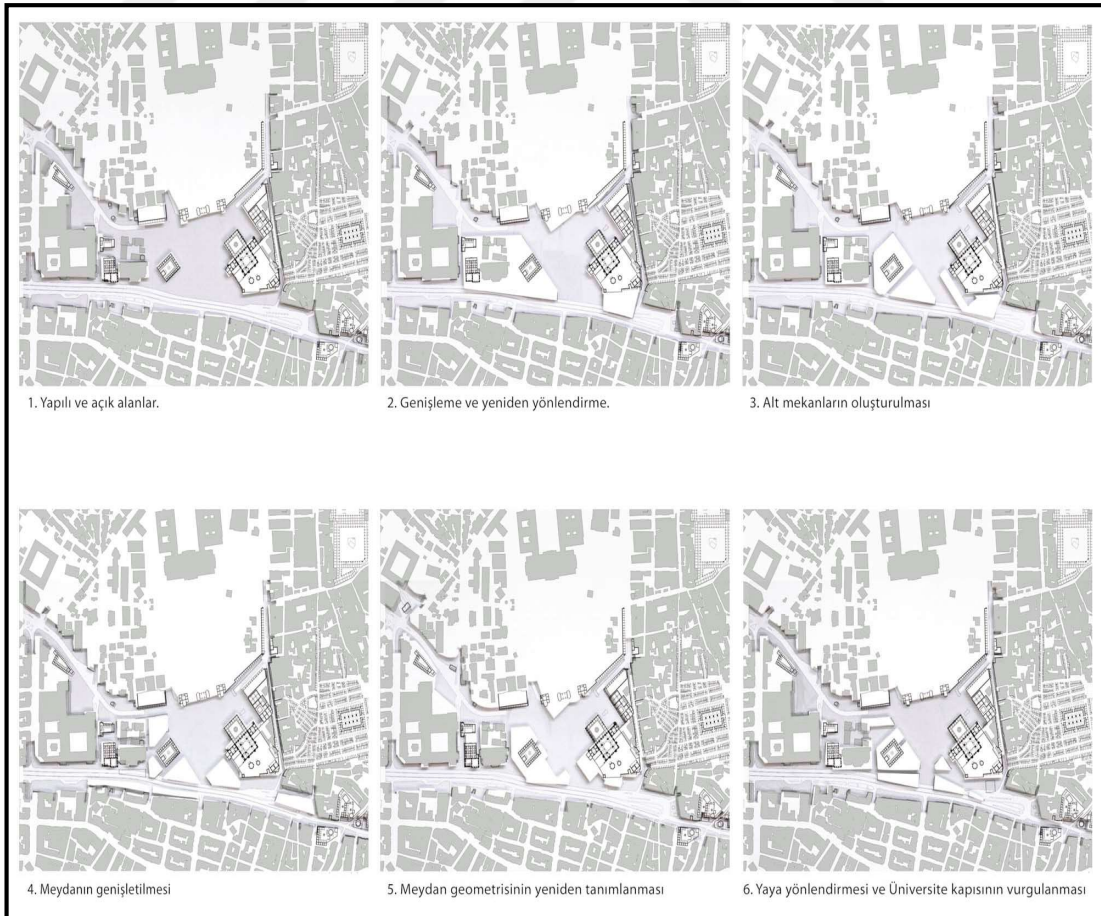 1. Yapılı ve açık alanlar.
2. Genişleme ve yeniden yönlendirme.
3. Alt mekanların oluşturulması
4. Meydanın genişletilmesi
5. Meydan geometrisinin yeniden tanımlanması
6. Yaya yönlendirmesi ve Üniversite kapısının vurgulanması